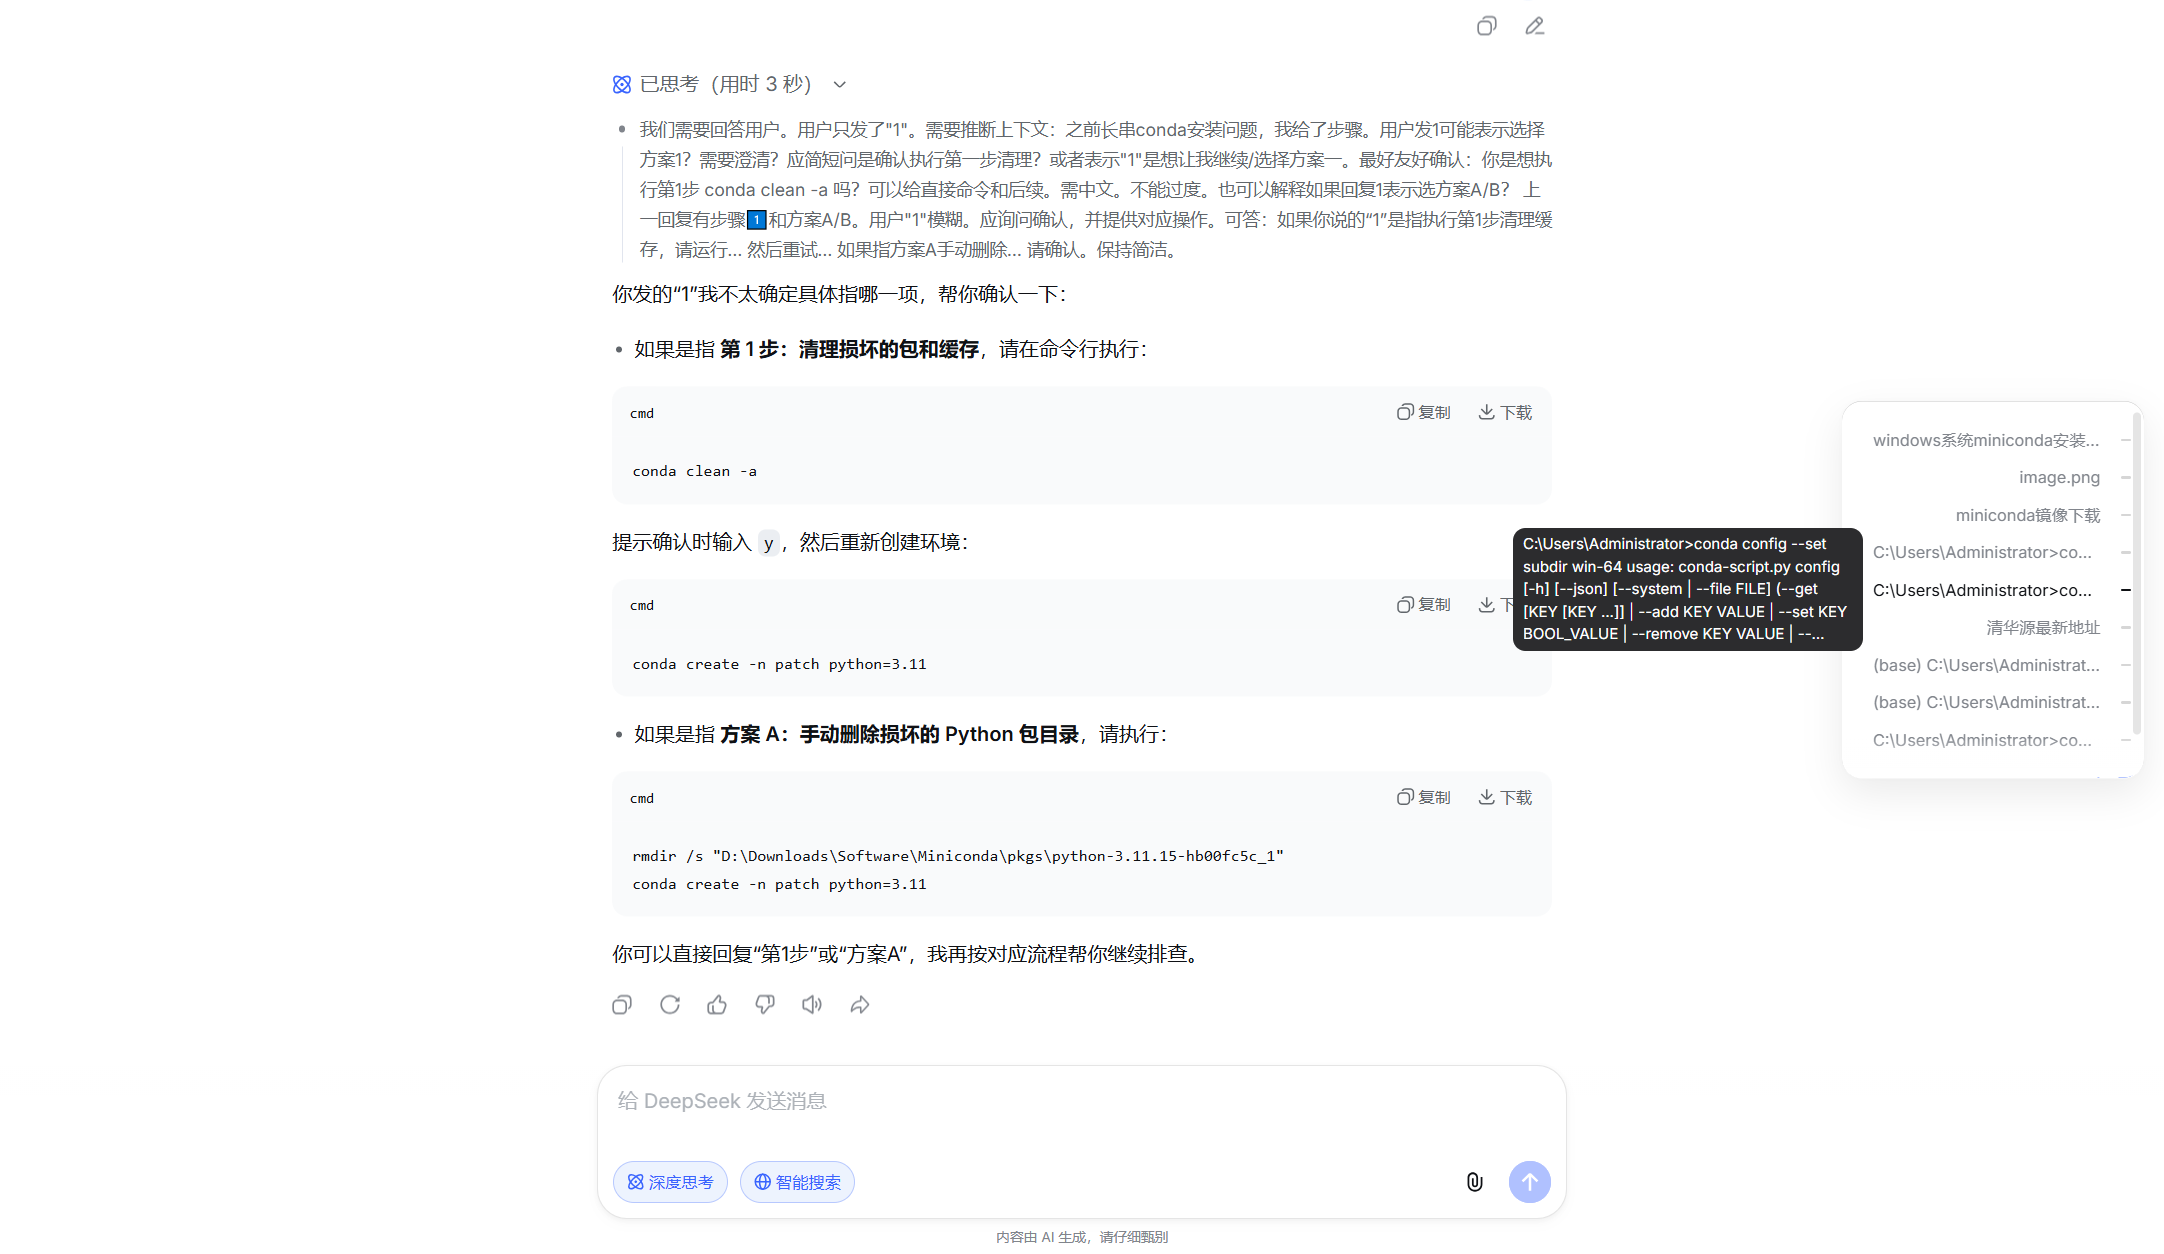 已思考（用时 3 秒）
我们需要回答用户。用户只发了"1"。需要推断上下文：之前长串conda安装问题，我给了步骤。用户发1可能表示选择
方案1？需要澄清？应简短问是确认执行第一步清理？或者表示"1"是想让我继续/选择方案一。最好友好确认：你是想执
行第1步 conda clean -a 吗？可以给直接命令和后续。需中文。不能过度。也可以解释如果回复1表示选方案A/B？ 上
一回复有步骤1️⃣和方案A/B。用户"1"模糊。应询问确认，并提供对应操作。可答：如果你说的“1”是指执行第1步清理缓
存，请运行... 然后重试... 如果指方案A手动删除... 请确认。保持简洁。
你发的“1”我不太确定具体指哪一项，帮你确认一下：
如果是指 第 1 步：清理损坏的包和缓存，请在命令行执行：
cmd
复制 下载
conda clean -a
提示确认时输入 y，然后重新创建环境：
cmd
复制 下
conda create -n patch python=3.11
如果是指 方案 A：手动删除损坏的 Python 包目录，请执行：
cmd
复制 下载
rmdir /s "D:\Downloads\Software\Miniconda\pkgs\python-3.11.15-hb00fc5c_1"
conda create -n patch python=3.11
你可以直接回复“第1步”或“方案A”，我再按对应流程帮你继续排查。
给 DeepSeek 发送消息
深度思考
智能搜索
内容由 AI 生成，请仔细甄别
C:\Users\Administrator>conda config --set
subdir win-64 usage: conda-script.py config
[-h] [--json] [--system | --file FILE] (--get
[KEY [KEY ...]] | --add KEY VALUE | --set KEY
BOOL_VALUE | --remove KEY VALUE | --...
windows系统miniconda安装...
image.png
miniconda镜像下载
C:\Users\Administrator>co...
C:\Users\Administrator>co...
清华源最新地址
(base) C:\Users\Administrat...
(base) C:\Users\Administrat...
C:\Users\Administrator>co...